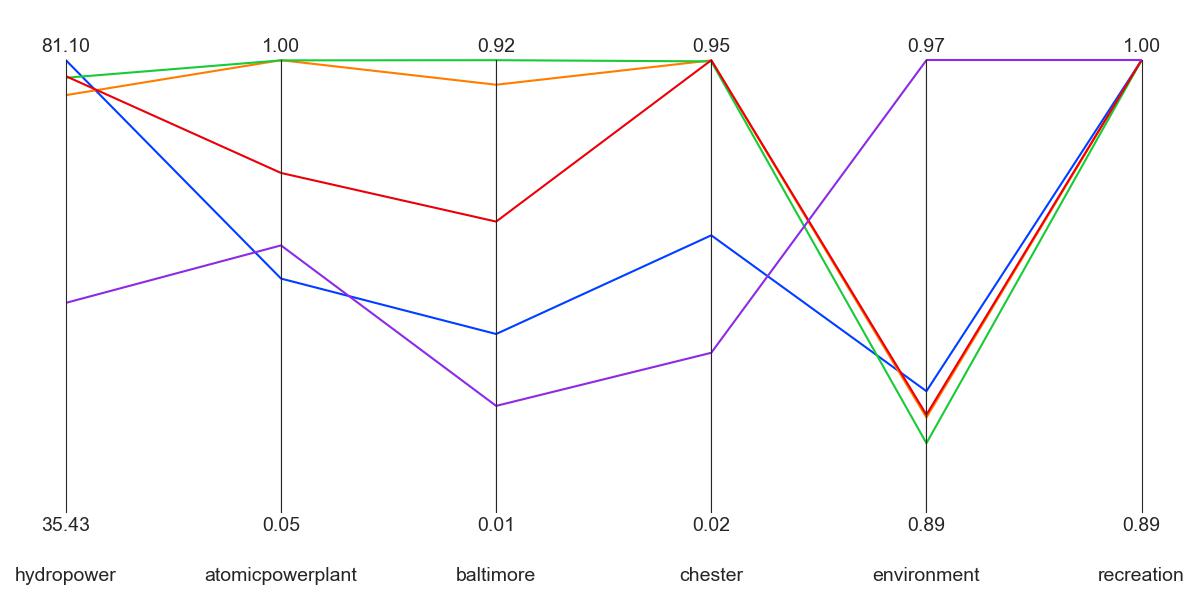 81.10 1.00 0.92 0.95 0.97 1.00
35.43 0.05 0.01 0.02 0.89 0.89
hydropower atomicpowerplant baltimore chester environment recreation